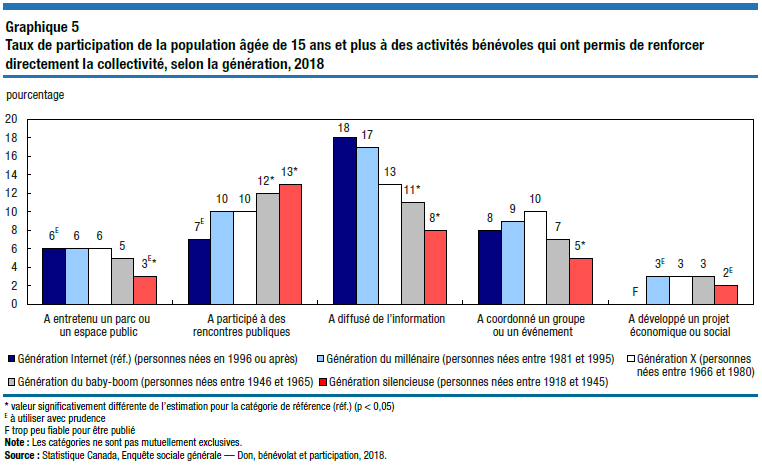 Graphique 5
Taux de participation de la population âgée de 15 ans et plus à des activités bénévoles qui ont permis de renforcer
directement la collectivité, selon la génération, 2018
pourcentage
20
18
16
14
12
10
8
6
4
2
0
6E 6 6 5 3E*
7E 10 10 12* 13*
18 17 13 11* 8*
8 9 10 7 5*
F 3E 3 3 2E
A entretenu un parc ou
un espace public
A participé à des
rencontres publiques
A diffusé de l'information
A coordonné un groupe
ou un événement
A développé un projet
économique ou social
Génération Internet (réf.) (personnes nées en 1996 ou après)
Génération du millénaire (personnes nées entre 1981 et 1995)
Génération X (personnes
nées entre 1966 et 1980)
Génération du baby-boom (personnes nées entre 1946 et 1965)
Génération silencieuse (personnes nées entre 1918 et 1945)
* valeur significativement différente de l'estimation pour la catégorie de référence (réf.) (p < 0,05)
E à utiliser avec prudence
F trop peu fiable pour être publié
Note : Les catégories ne sont pas mutuellement exclusives.
Source : Statistique Canada, Enquête sociale générale — Don, bénévolat et participation, 2018.